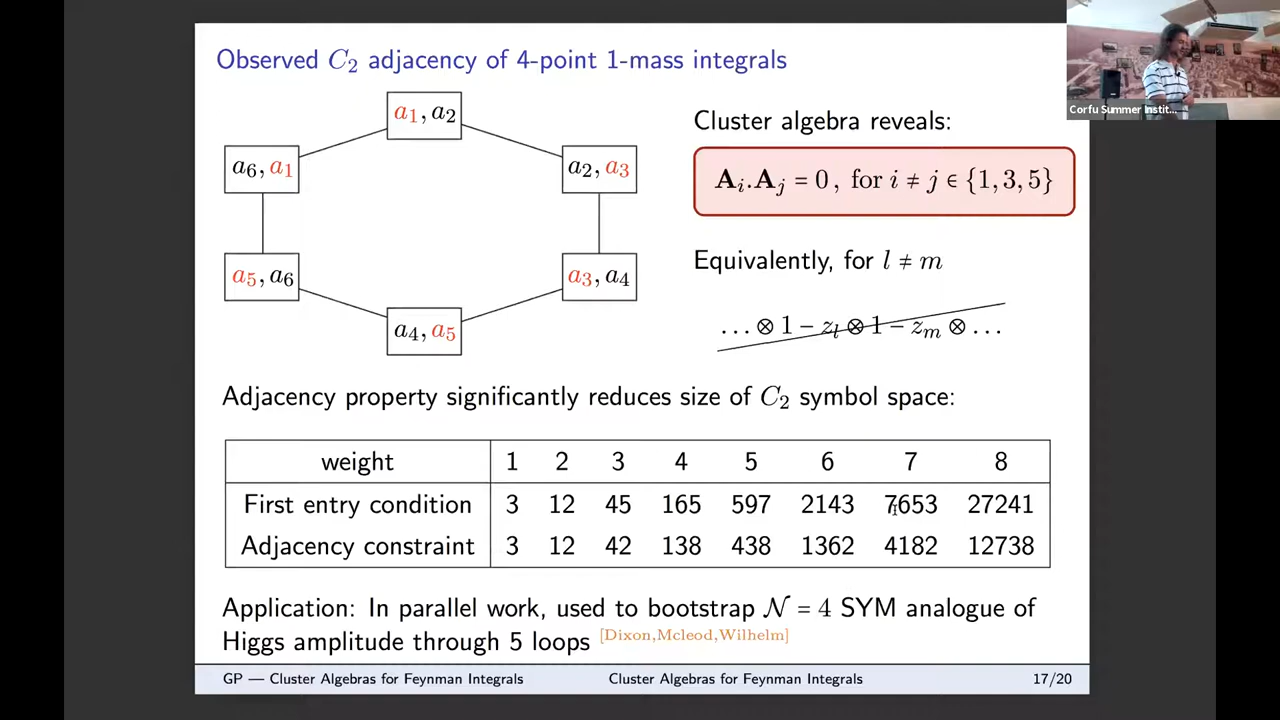 Observed C₂ adjacency of 4-point 1-mass integrals
Corfu Summer Instit...
a₁, a₂
a₆, a₁
a₂, a₃
a₅, a₆
a₃, a₄
a₄, a₅
Cluster algebra reveals:
𝐀ᵢ.𝐀ⱼ = 0 , for i ≠ j ∈ {1, 3, 5}
Equivalently, for l ≠ m
… ⊗ 1 − z_l ⊗ 1 − z_m ⊗ …
Adjacency property significantly reduces size of C₂ symbol space:
weight 1 2 3 4 5 6 7 8
First entry condition 3 12 45 165 597 2143 7653 27241
Adjacency constraint 3 12 42 138 438 1362 4182 12738
Application: In parallel work, used to bootstrap 𝒩 = 4 SYM analogue of
Higgs amplitude through 5 loops [Dixon,Mcleod,Wilhelm]
GP — Cluster Algebras for Feynman Integrals Cluster Algebras for Feynman Integrals 17/20